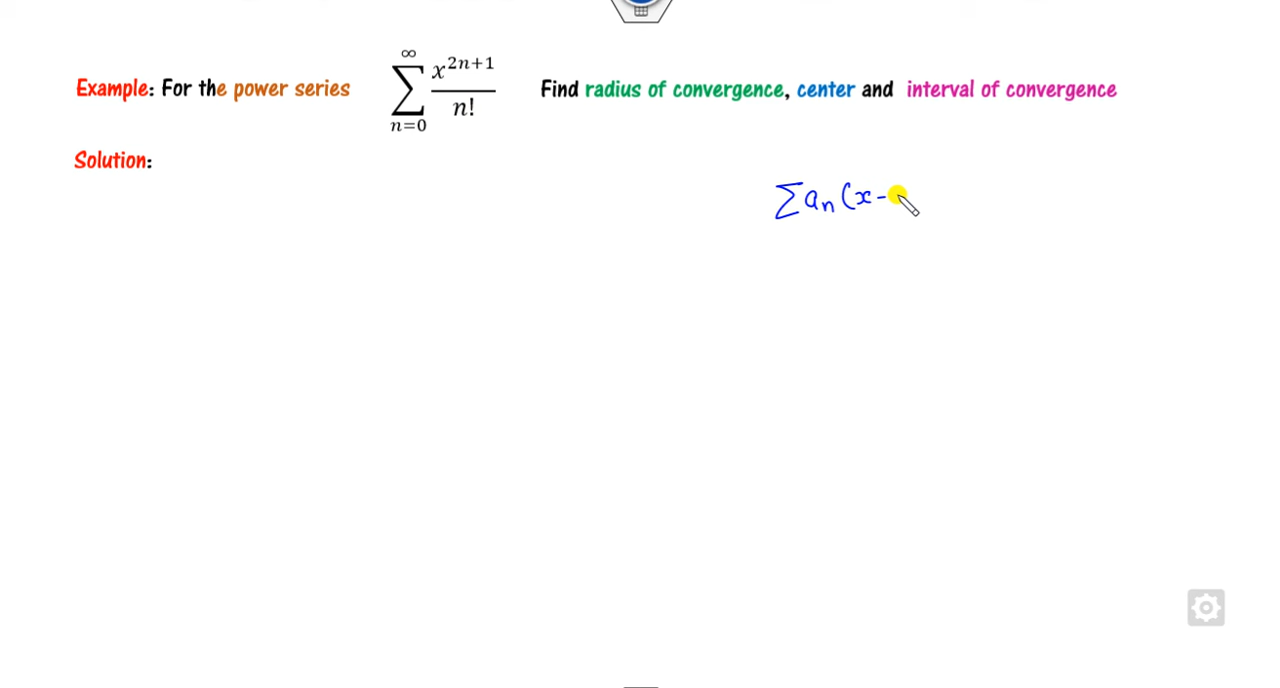 Example: For the power series ∑_{n=0}^{∞} x^{2n+1}/n! Find radius of convergence, center and interval of convergence
Solution:
∑ aₙ (x -